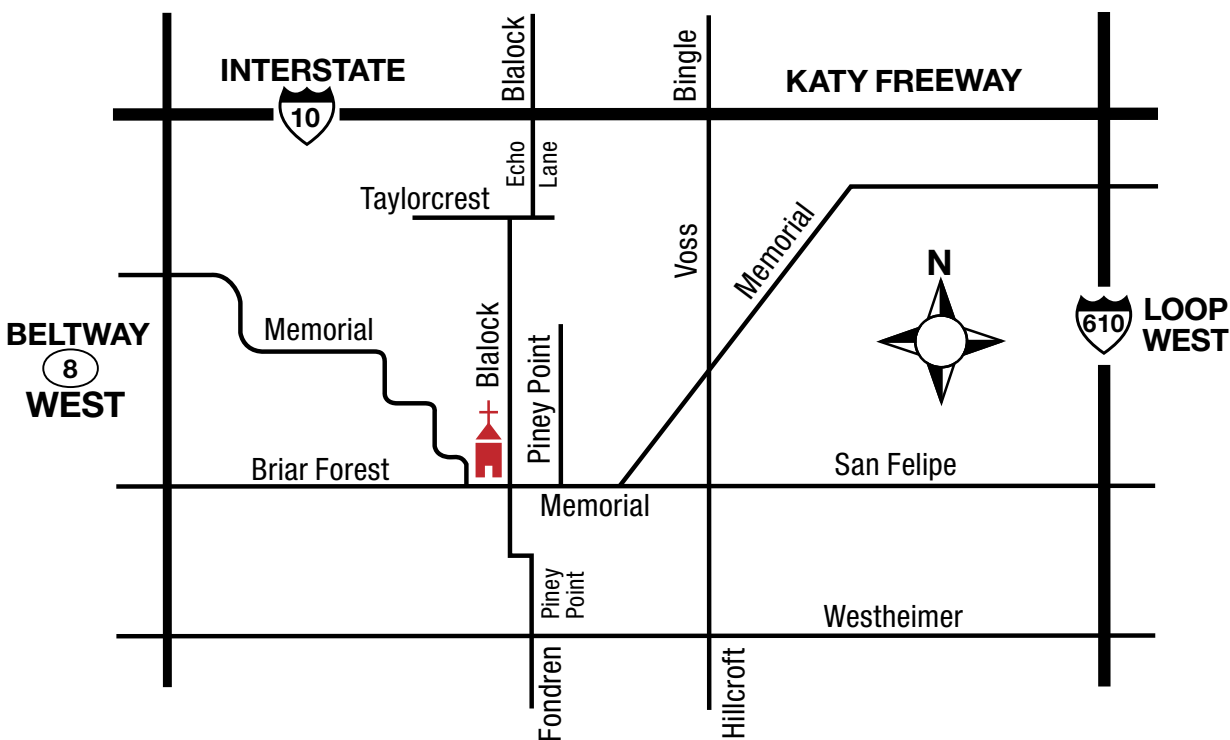 Blalock
Bingle
INTERSTATE
10
KATY FREEWAY
Echo
Lane
Taylorcrest
Voss
Memorial
N
BELTWAY
8
WEST
Memorial
Blalock
Piney Point
610
LOOP
WEST
Briar Forest
San Felipe
Memorial
Piney
Point
Westheimer
Fondren
Hillcroft